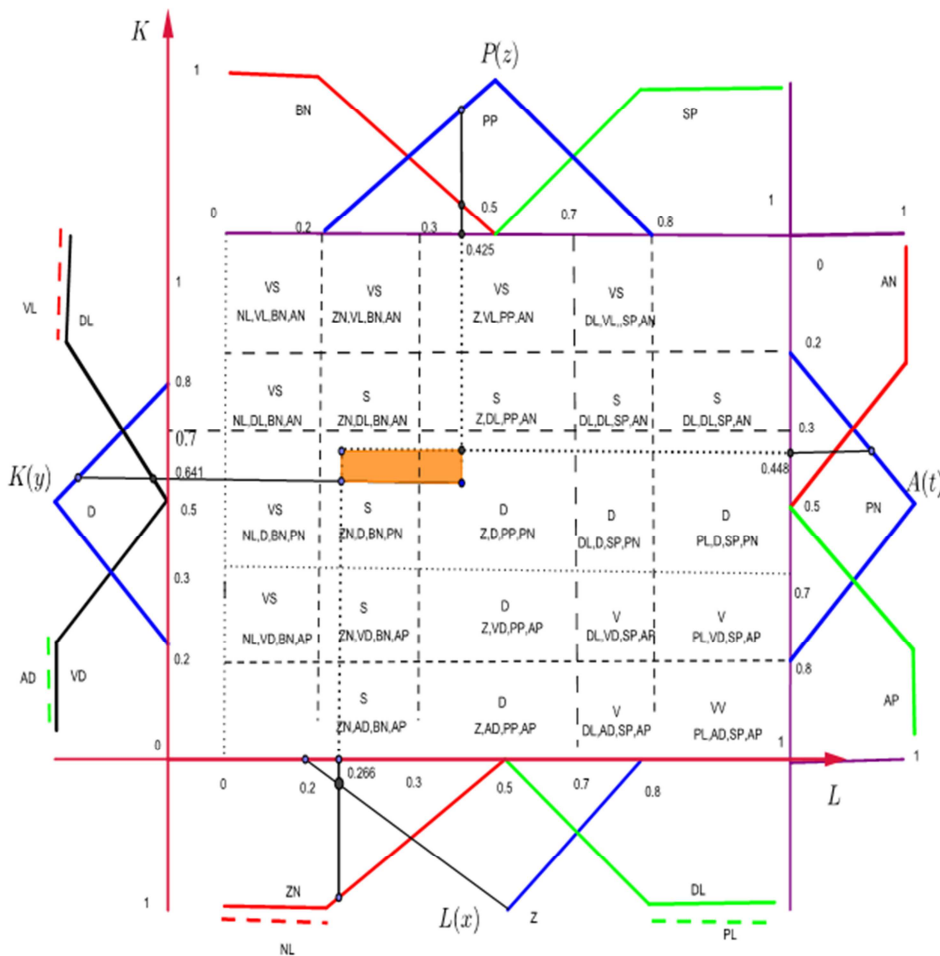 K
P(z)
1
BN
PP
SP
0
0.2
0.3
0.5
0.425
0.7
0.8
1
1
0
VL
DL
1
AN
VS
NL,VL,BN,AN
VS
ZN,VL,BN,AN
VS
Z,VL,PP,AN
VS
DL,VL,,SP,AN
0.2
0.8
VS
NL,DL,BN,AN
S
ZN,DL,BN,AN
S
Z,DL,PP,AN
S
DL,DL,SP,AN
S
DL,DL,SP,AN
0.3
0.7
0.641
0.448
K(y)
D
0.5
VS
NL,D,BN,PN
S
ZN,D,BN,PN
D
Z,D,PP,PN
D
DL,D,SP,PN
D
PL,D,SP,PN
0.5
PN
A(t)
0.3
VS
NL,VD,BN,AP
S
ZN,VD,BN,AP
D
Z,VD,PP,AP
V
DL,VD,SP,AP
V
PL,VD,SP,AP
0.7
0.2
0.8
AD
VD
S
ZN,AD,BN,AP
D
Z,AD,PP,AP
V
DL,AD,SP,AP
VV
PL,AD,SP,AP
AP
0
1
1
0
0.2
0.266
0.3
0.5
0.7
0.8
L
1
ZN
NL
L(x)
Z
DL
PL